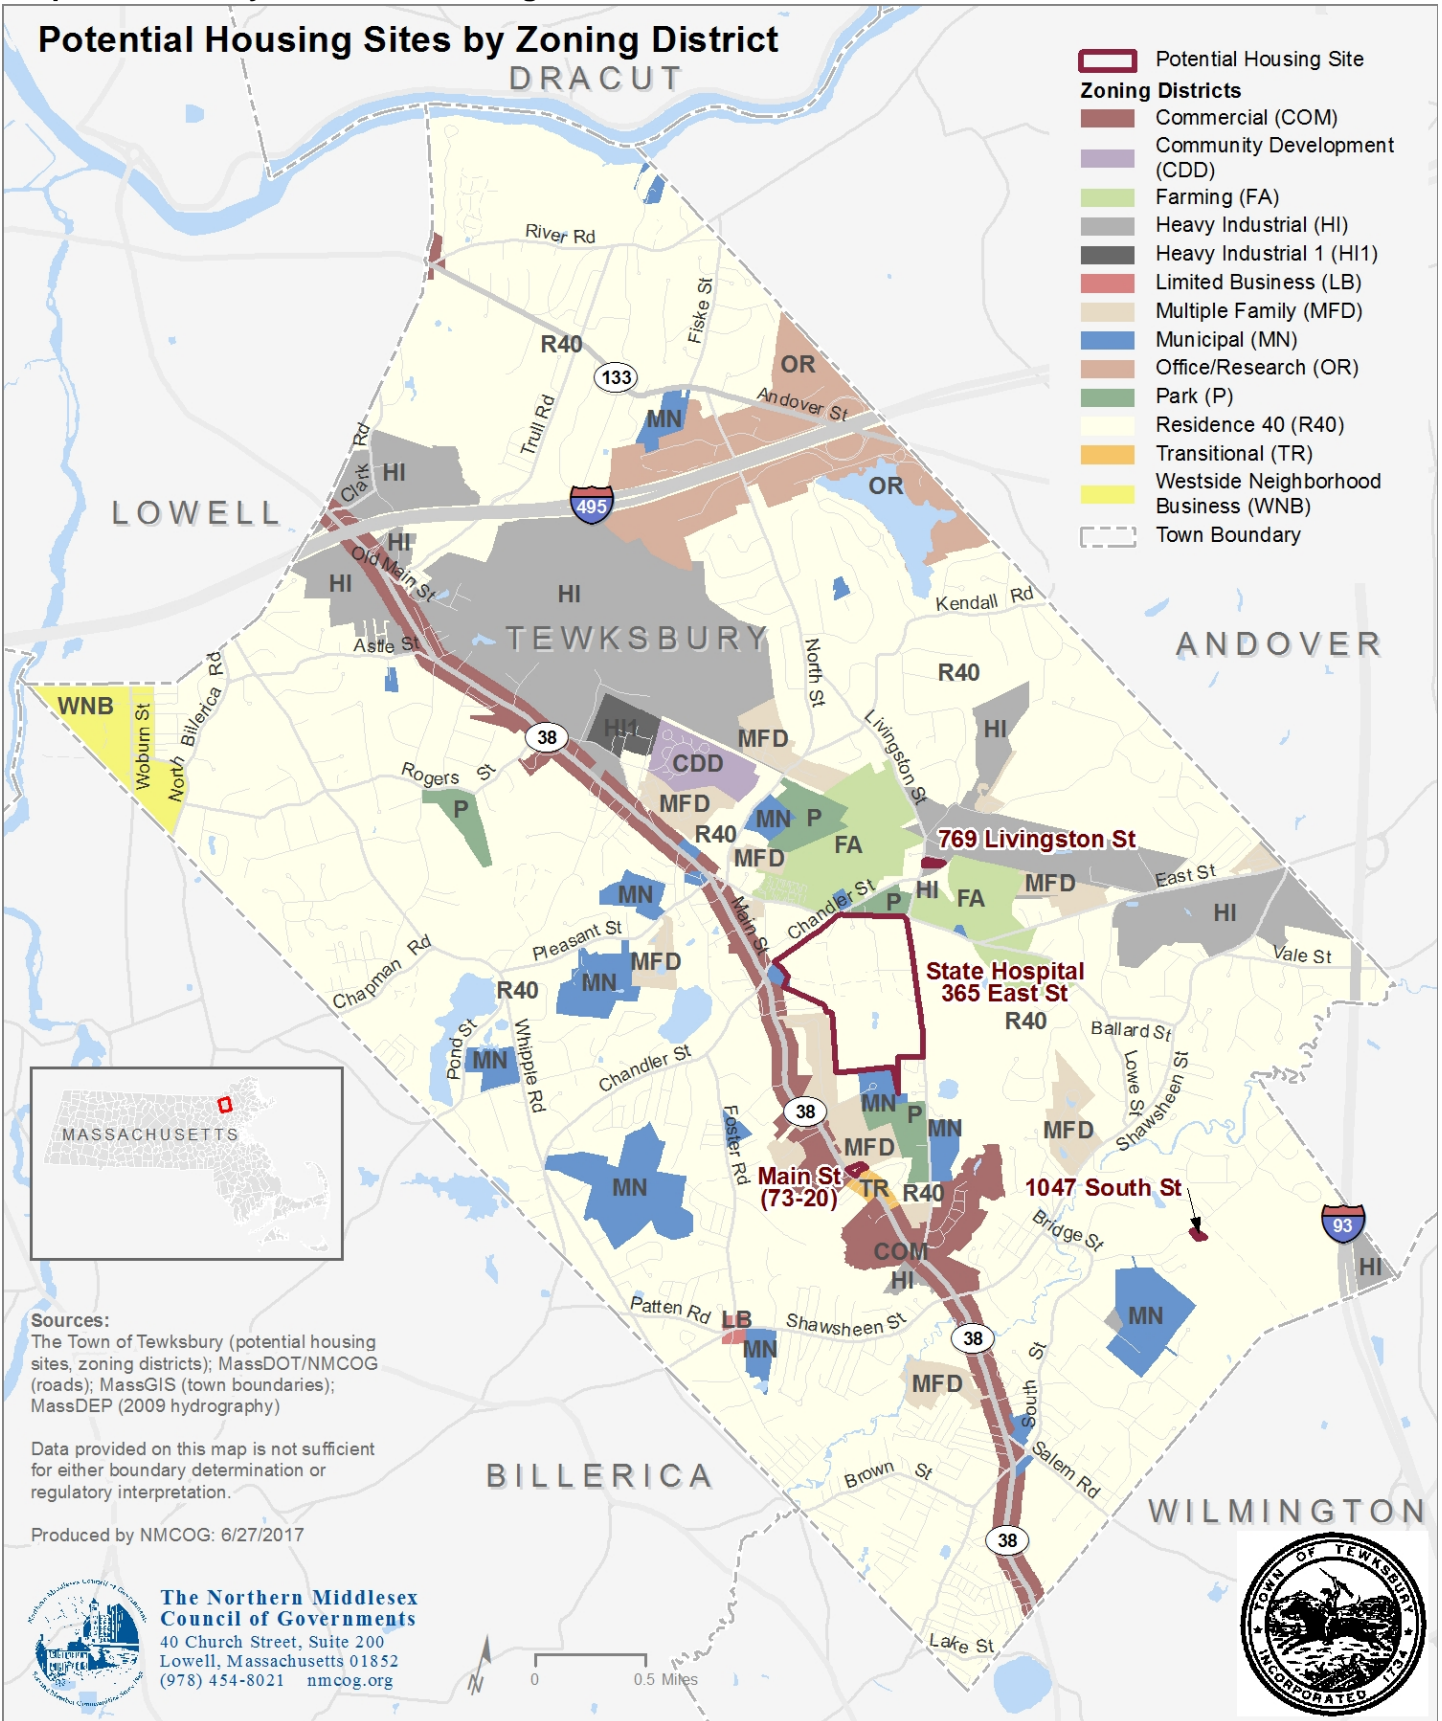 Potential Housing Sites by Zoning District
DRACUT
Potential Housing Site
Zoning Districts
Commercial (COM)
Community Development
(CDD)
Farming (FA)
Heavy Industrial (HI)
Heavy Industrial 1 (HI1)
Limited Business (LB)
Multiple Family (MFD)
Municipal (MN)
Office/Research (OR)
Park (P)
Residence 40 (R40)
Transitional (TR)
Westside Neighborhood
Business (WNB)
Town Boundary
River Rd
Fiske St
R40
133
OR
Andover St
Trull Rd
MN
Clark Rd
HI
OR
495
LOWELL
HI
Old Main St
HI
HI
Kendall Rd
TEWKSBURY
ANDOVER
Astle St
North St
R40
North Billerica Rd
WNB
Woburn St
Livingston St
HI
HI1
38
MFD
CDD
Rogers St
P
MFD
MN
P
R40
FA
769 Livingston St
MFD
East St
MFD
HI
FA
MN
Chandler St
P
HI
Main St
Pleasant St
Vale St
Chapman Rd
MFD
MN
State Hospital
365 East St
R40
R40
Ballard St
Pond St
Whipple Rd
MN
Chandler St
Lowe St
Shawsheen St
MASSACHUSETTS
38
MN
P
MN
Foster Rd
MFD
MFD
Main St
(73-20)
MN
TR
R40
1047 South St
Bridge St
93
COM
HI
HI
Patten Rd
LB
Shawsheen St
MN
MN
38
South St
MFD
Sources:
The Town of Tewksbury (potential housing
sites, zoning districts); MassDOT/NMCOG
(roads); MassGIS (town boundaries);
MassDEP (2009 hydrography)
Data provided on this map is not sufficient
for either boundary determination or
regulatory interpretation.
Produced by NMCOG: 6/27/2017
BILLERICA
Brown St
Salem Rd
WILMINGTON
38
The Northern Middlesex
Council of Governments
40 Church Street, Suite 200
Lowell, Massachusetts 01852
(978) 454-8021 nmcog.org
N
0 0.5 Miles
Lake St
TOWN OF TEWKSBURY
INCORPORATED 1734